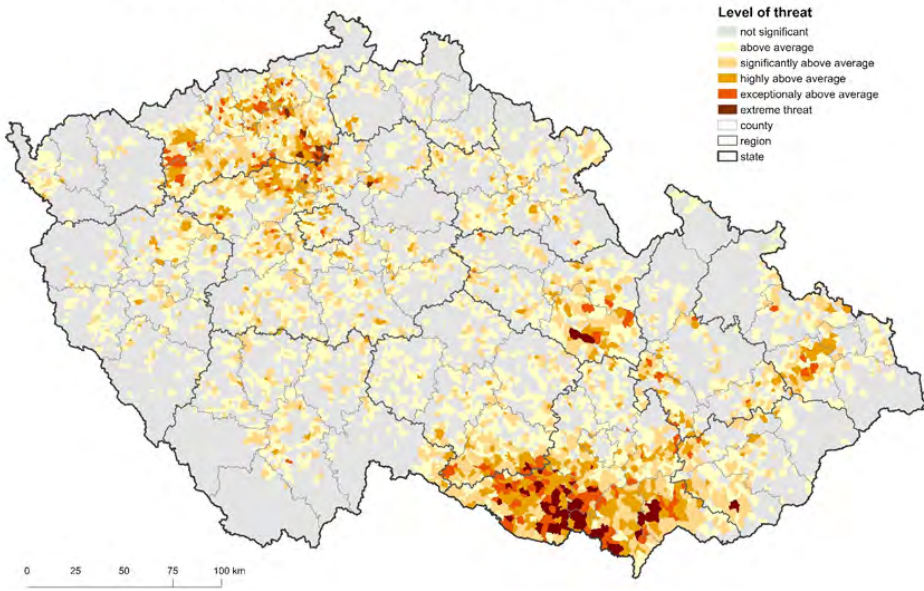 Level of threat
not significant
above average
significantly above average
highly above average
exceptionaly above average
extreme threat
county
region
state
0 25 50 75 100 km